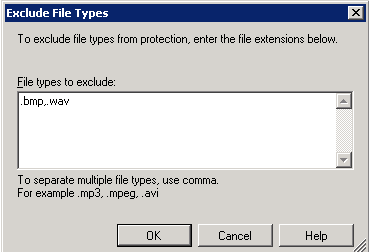 Exclude File Types
To exclude file types from protection, enter the file extensions below.
File types to exclude:
.bmp,.wav
To separate multiple file types, use comma.
For example .mp3, .mpeg, .avi
OK Cancel Help